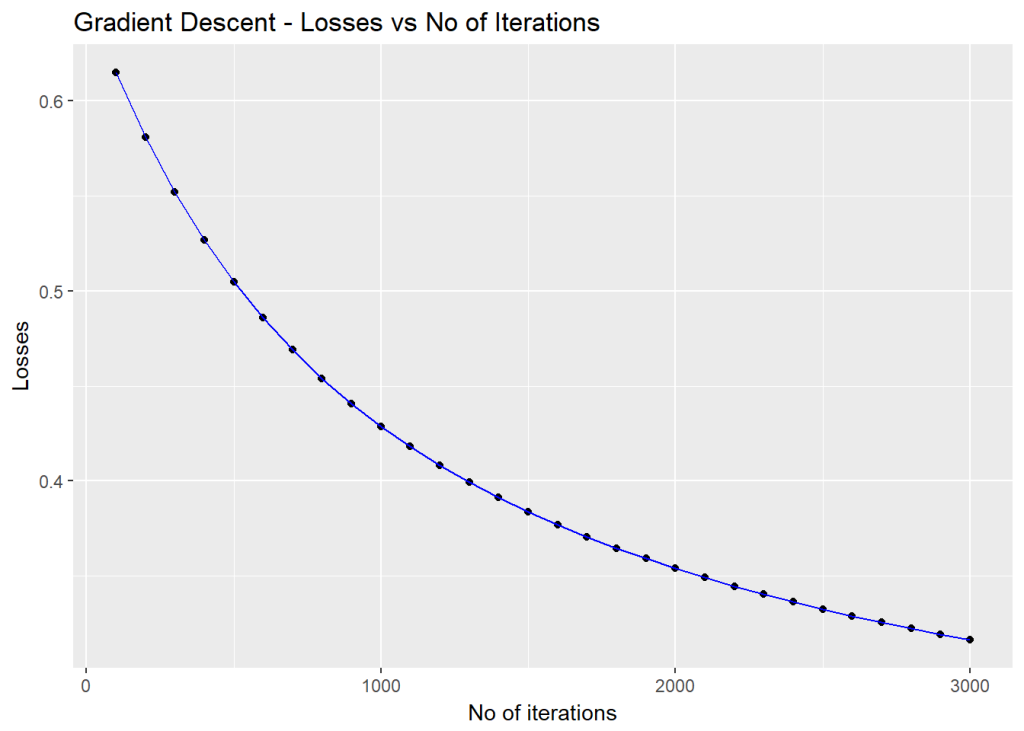 Gradient Descent - Losses vs No of Iterations
Losses
0.6
0.5
0.4
0 1000 2000 3000
No of iterations